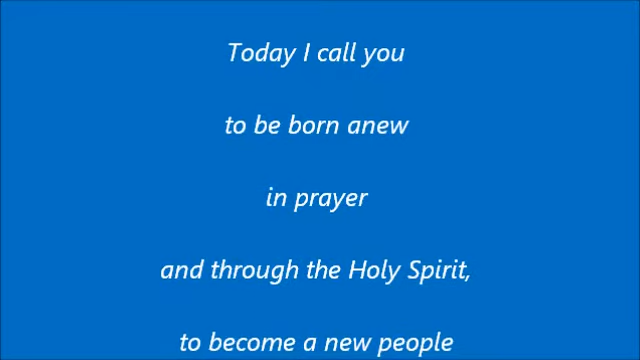 Today I call you
to be born anew
in prayer
and through the Holy Spirit,
to become a new people